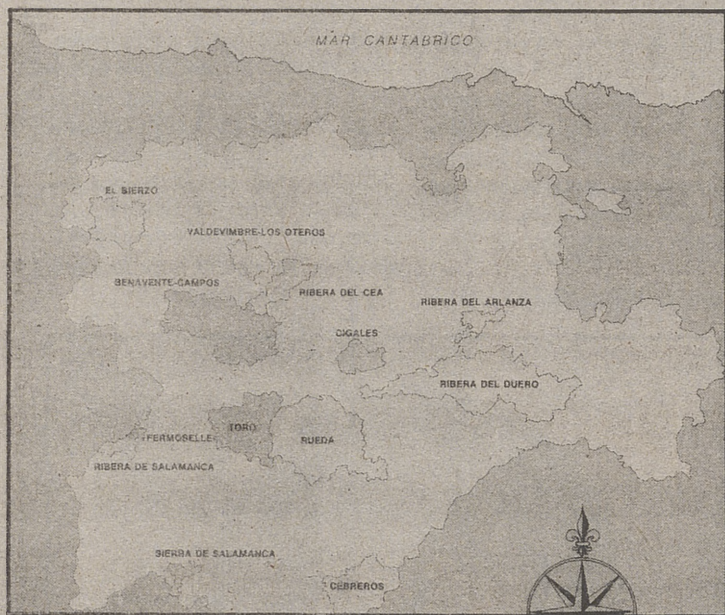 MAR CANTABRICO
EL BIERZO
VALDEVIMBRE-LOS OTEROS
BENAVENTE-CAMPOS
RIBERA DEL CEA
RIBERA DEL ARLANZA
CIGALES
RIBERA DEL DUERO
TORO
FERMOSELLE
RUEDA
RIBERA DE SALAMANCA
SIERRA DE SALAMANCA
CEBREROS